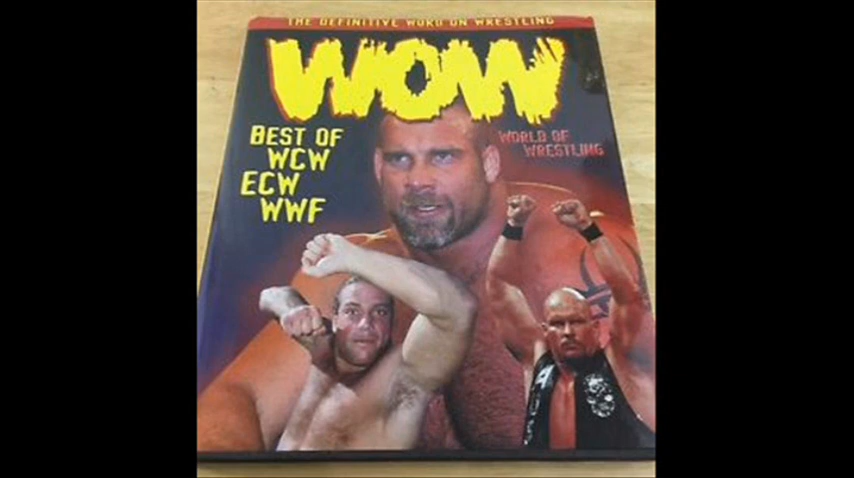 THE DEFINITIVE WORD ON WRESTLING
WOW
BEST OF
WCW
ECW
WWF
WORLD OF
WRESTLING